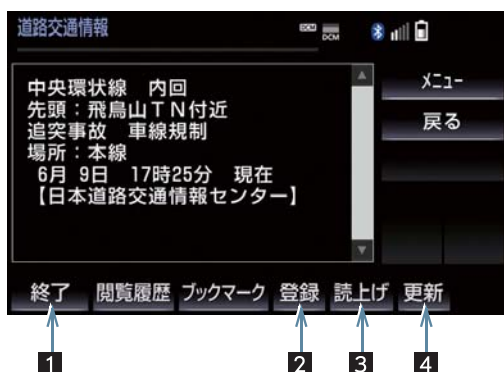 道路交通情報
DCM
DCM
中央環状線　内回
先頭：飛鳥山ＴＮ付近
追突事故　車線規制
場所：本線
6月 9日　17時25分　現在
【日本道路交通情報センター】
メニュー
戻る
終了　閲覧履歴　ブックマーク　登録　読上げ　更新
1　2　3　4